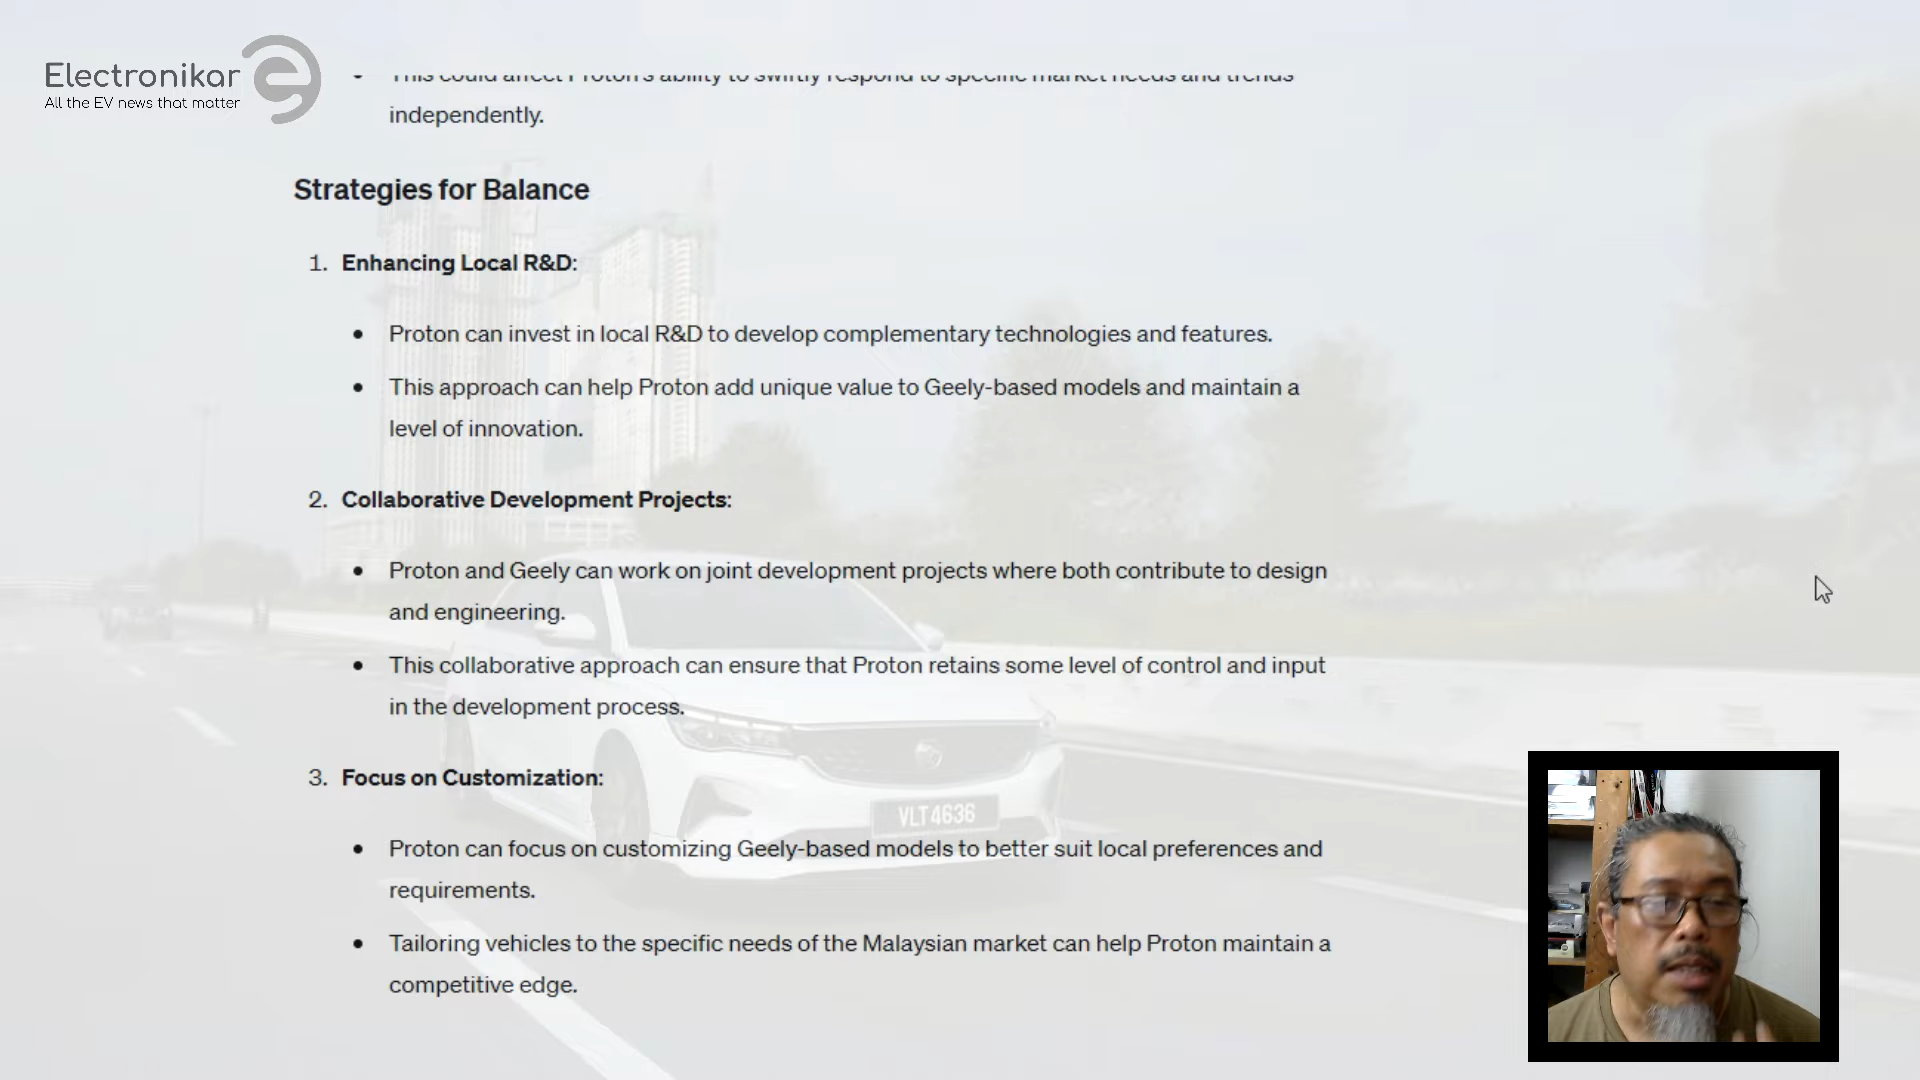 Electronikar
All the EV news that matter
This could affect Proton's ability to swiftly respond to specific market needs and trends
independently.
Strategies for Balance
1. Enhancing Local R&D:
Proton can invest in local R&D to develop complementary technologies and features.
This approach can help Proton add unique value to Geely-based models and maintain a
level of innovation.
2. Collaborative Development Projects:
Proton and Geely can work on joint development projects where both contribute to design
and engineering.
This collaborative approach can ensure that Proton retains some level of control and input
in the development process.
3. Focus on Customization:
Proton can focus on customizing Geely-based models to better suit local preferences and
requirements.
Tailoring vehicles to the specific needs of the Malaysian market can help Proton maintain a
competitive edge.
VLT4636